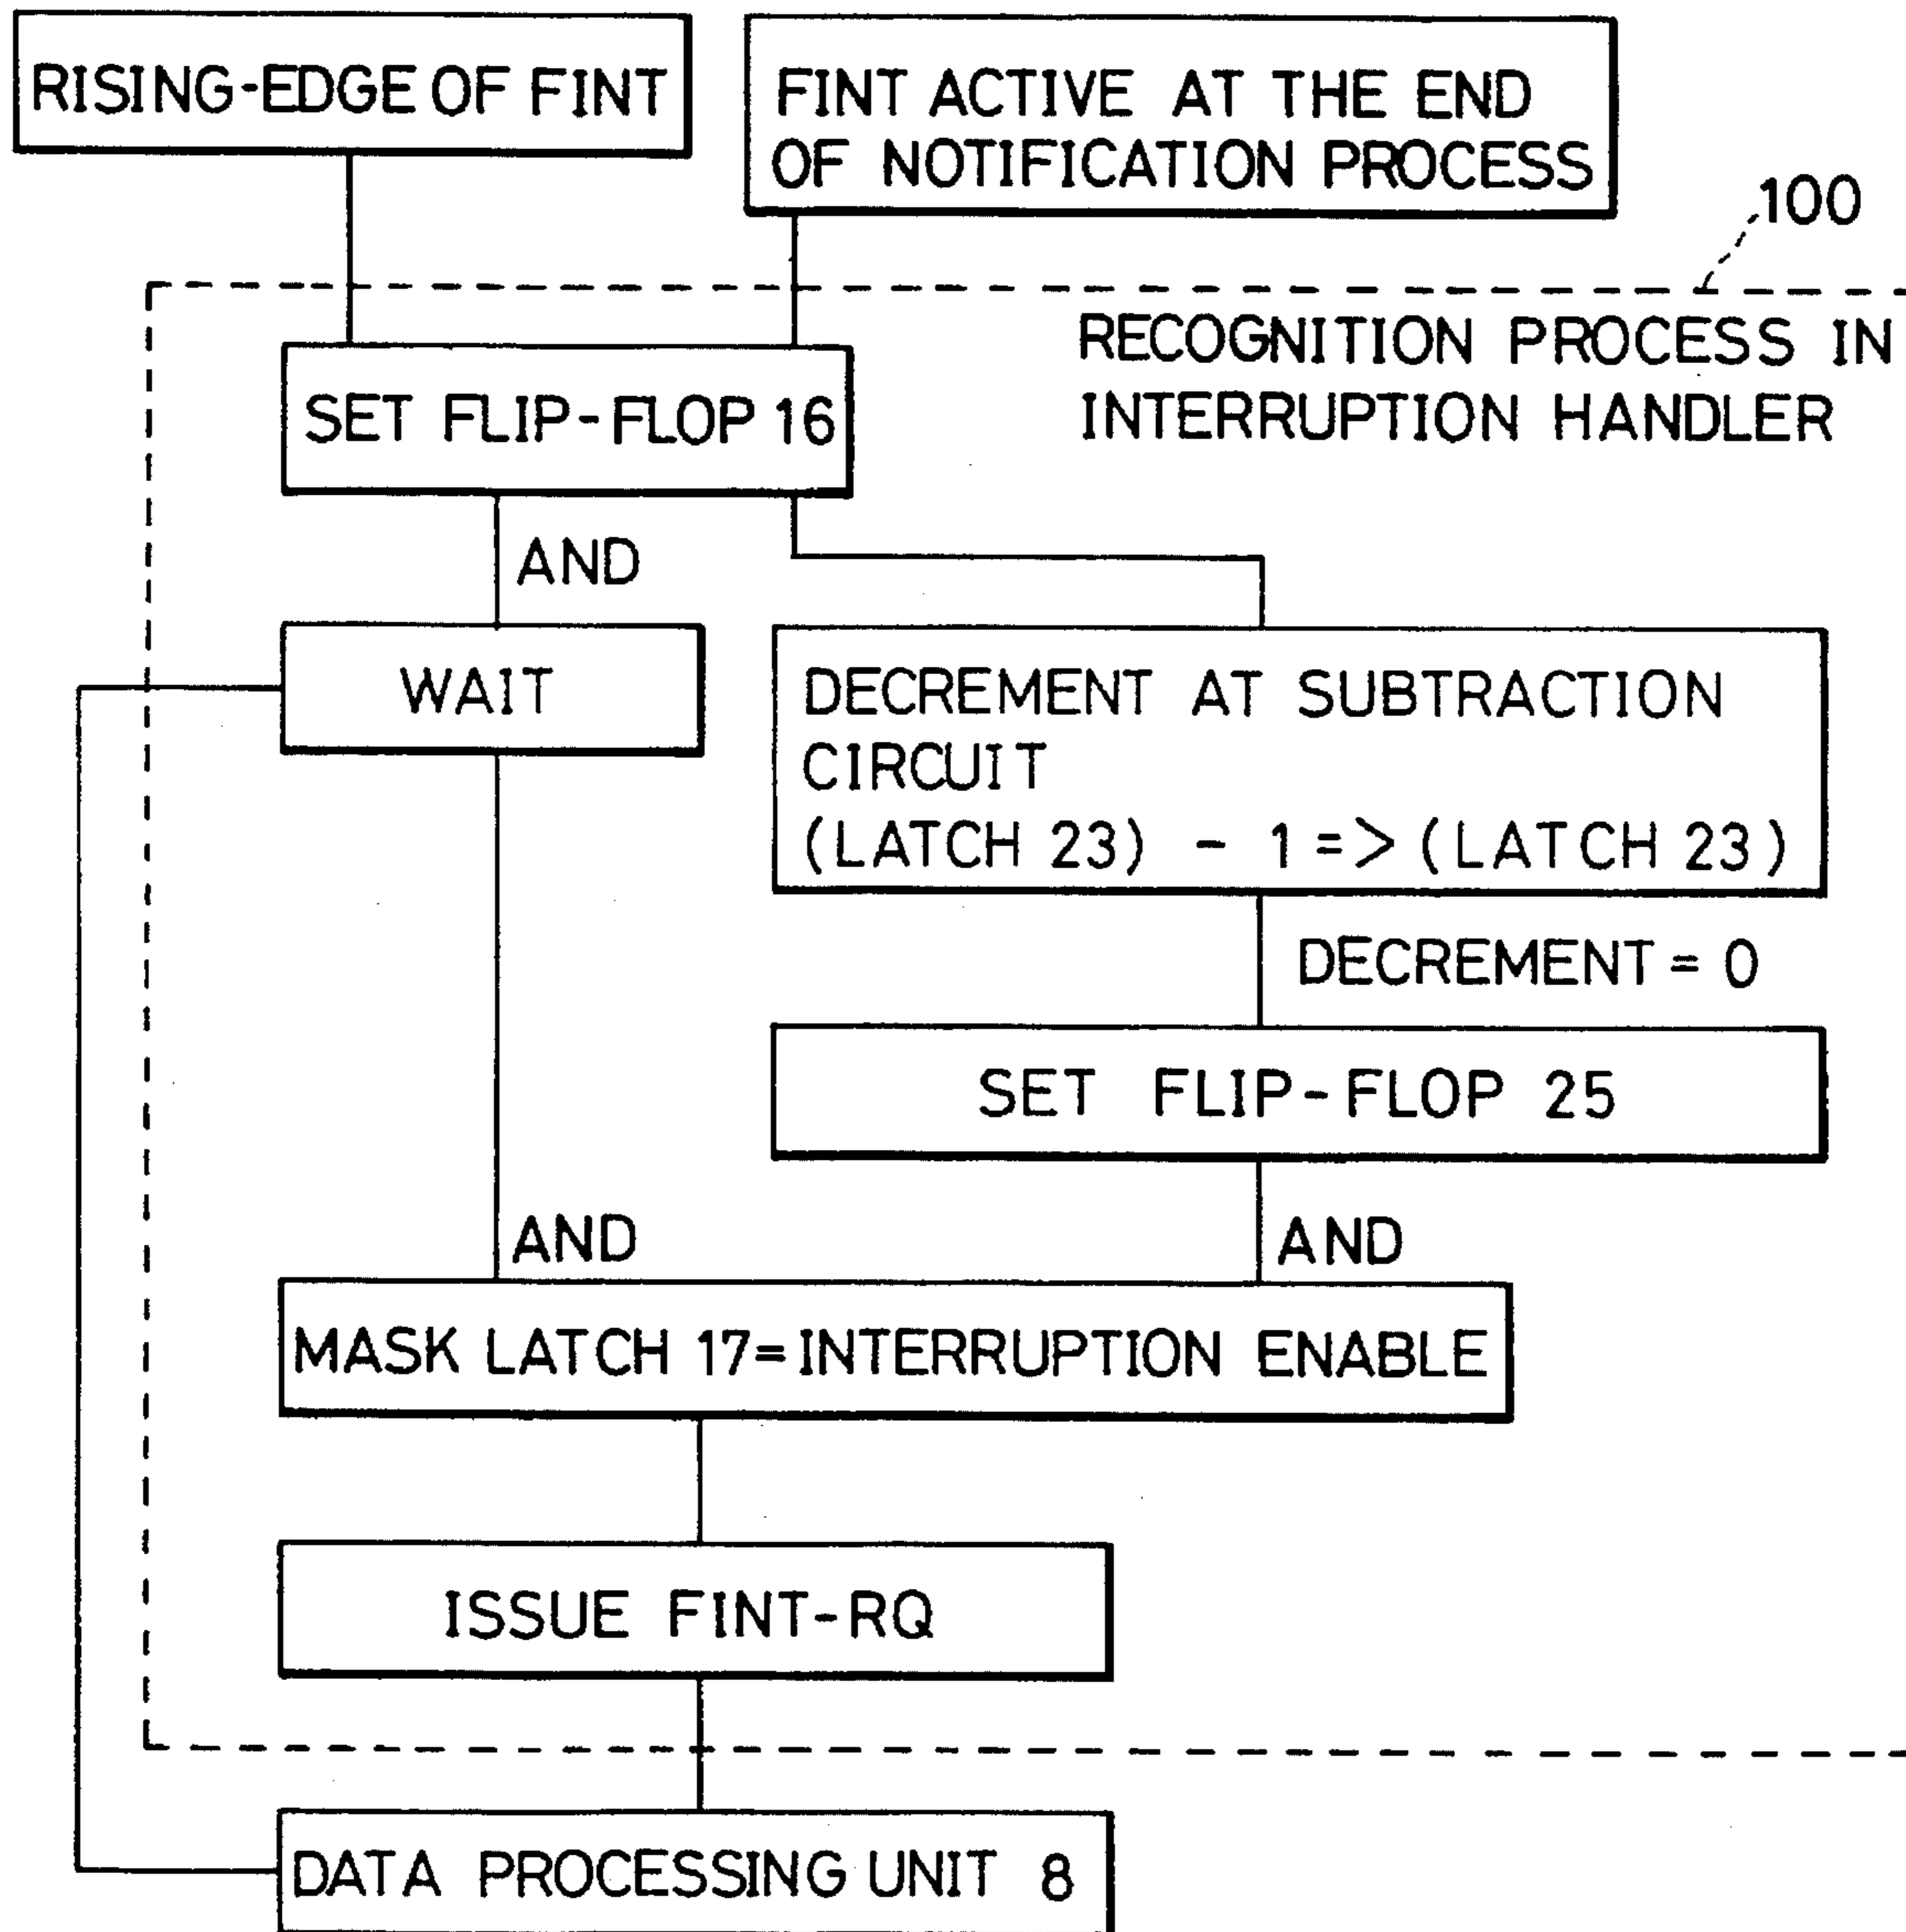 RISING-EDGE OF FINT
FINT ACTIVE AT THE END
OF NOTIFICATION PROCESS
100
RECOGNITION PROCESS IN
INTERRUPTION HANDLER
SET FLIP-FLOP 16
AND
WAIT
DECREMENT AT SUBTRACTION
CIRCUIT
(LATCH 23) - 1 => (LATCH 23)
DECREMENT = 0
SET FLIP-FLOP 25
AND
AND
MASK LATCH 17=INTERRUPTION ENABLE
ISSUE FINT-RQ
DATA PROCESSING UNIT 8